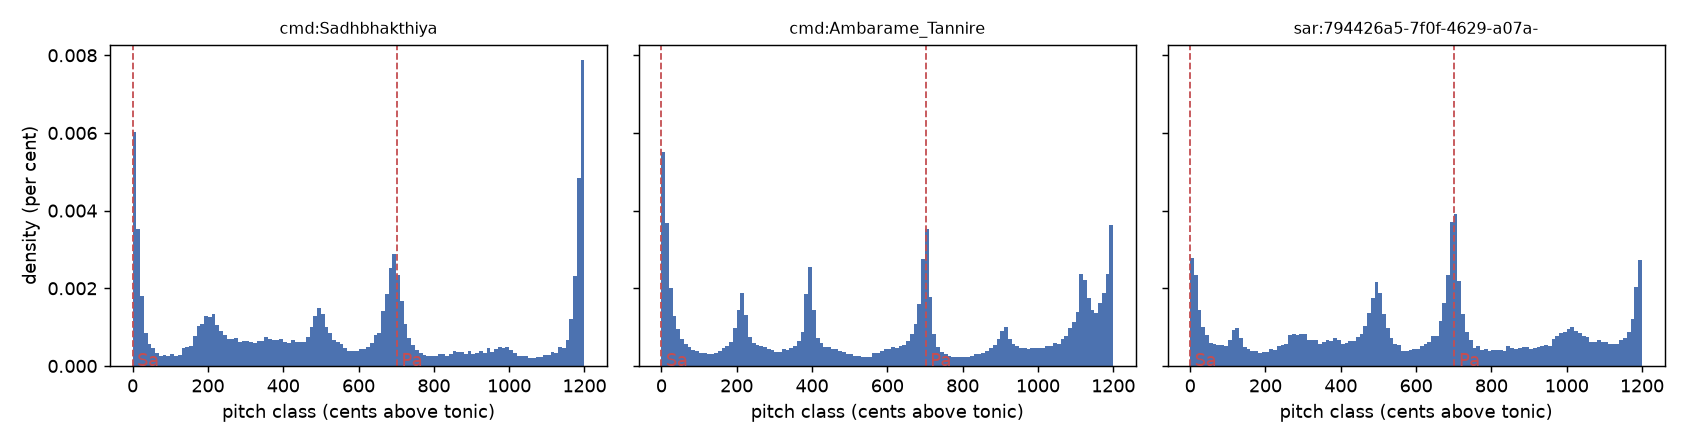 cmd:Sadhbhakthiya
cmd:Ambarame_Tannire
sar:794426a5-7f0f-4629-a07a-
density (per cent)
0.008
0.006
0.004
0.002
0.000
Sa
Pa
Sa
Pa
Sa
Pa
0 200 400 600 800 1000 1200
0 200 400 600 800 1000 1200
0 200 400 600 800 1000 1200
pitch class (cents above tonic)
pitch class (cents above tonic)
pitch class (cents above tonic)